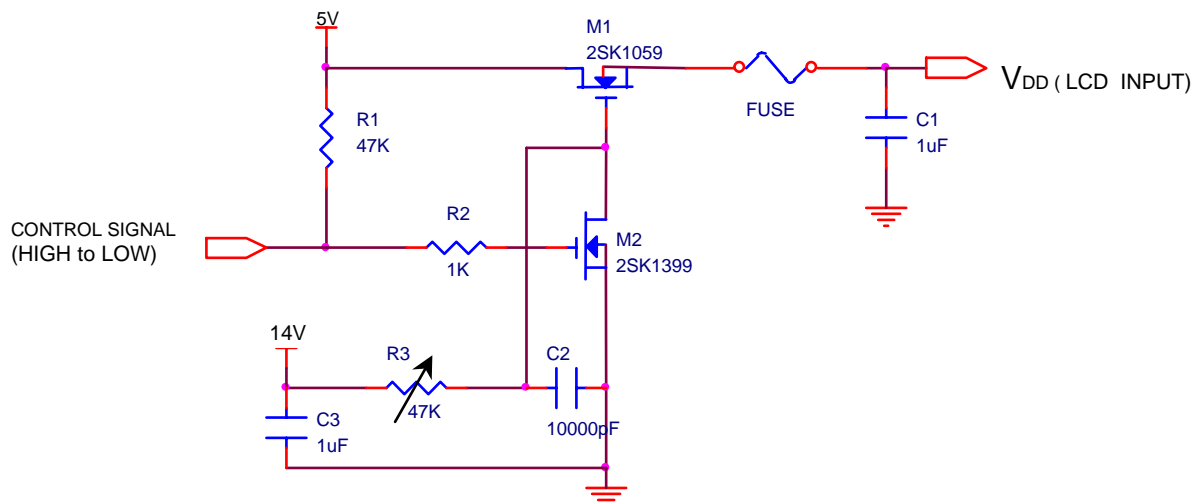 5V
M1
2SK1059
FUSE
VDD ( LCD INPUT)
R1
47K
C1
1uF
CONTROL SIGNAL
(HIGH to LOW)
R2
1K
M2
2SK1399
14V
R3
47K
C2
10000pF
C3
1uF